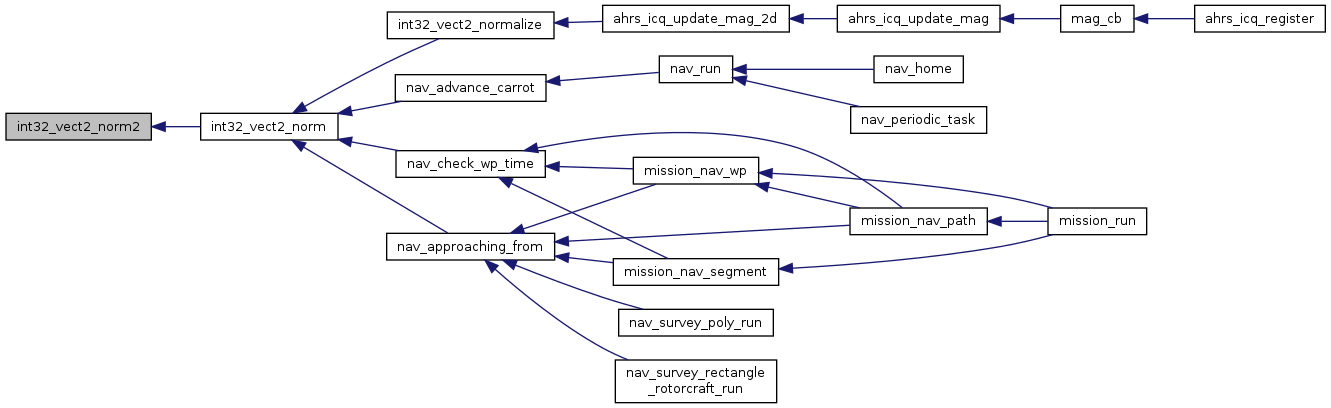 int32_vect2_norm2
int32_vect2_norm
int32_vect2_normalize
ahrs_icq_update_mag_2d
ahrs_icq_update_mag
mag_cb
ahrs_icq_register
nav_advance_carrot
nav_run
nav_home
nav_periodic_task
nav_check_wp_time
mission_nav_wp
mission_nav_path
mission_run
nav_approaching_from
mission_nav_segment
nav_survey_poly_run
nav_survey_rectangle
_rotorcraft_run